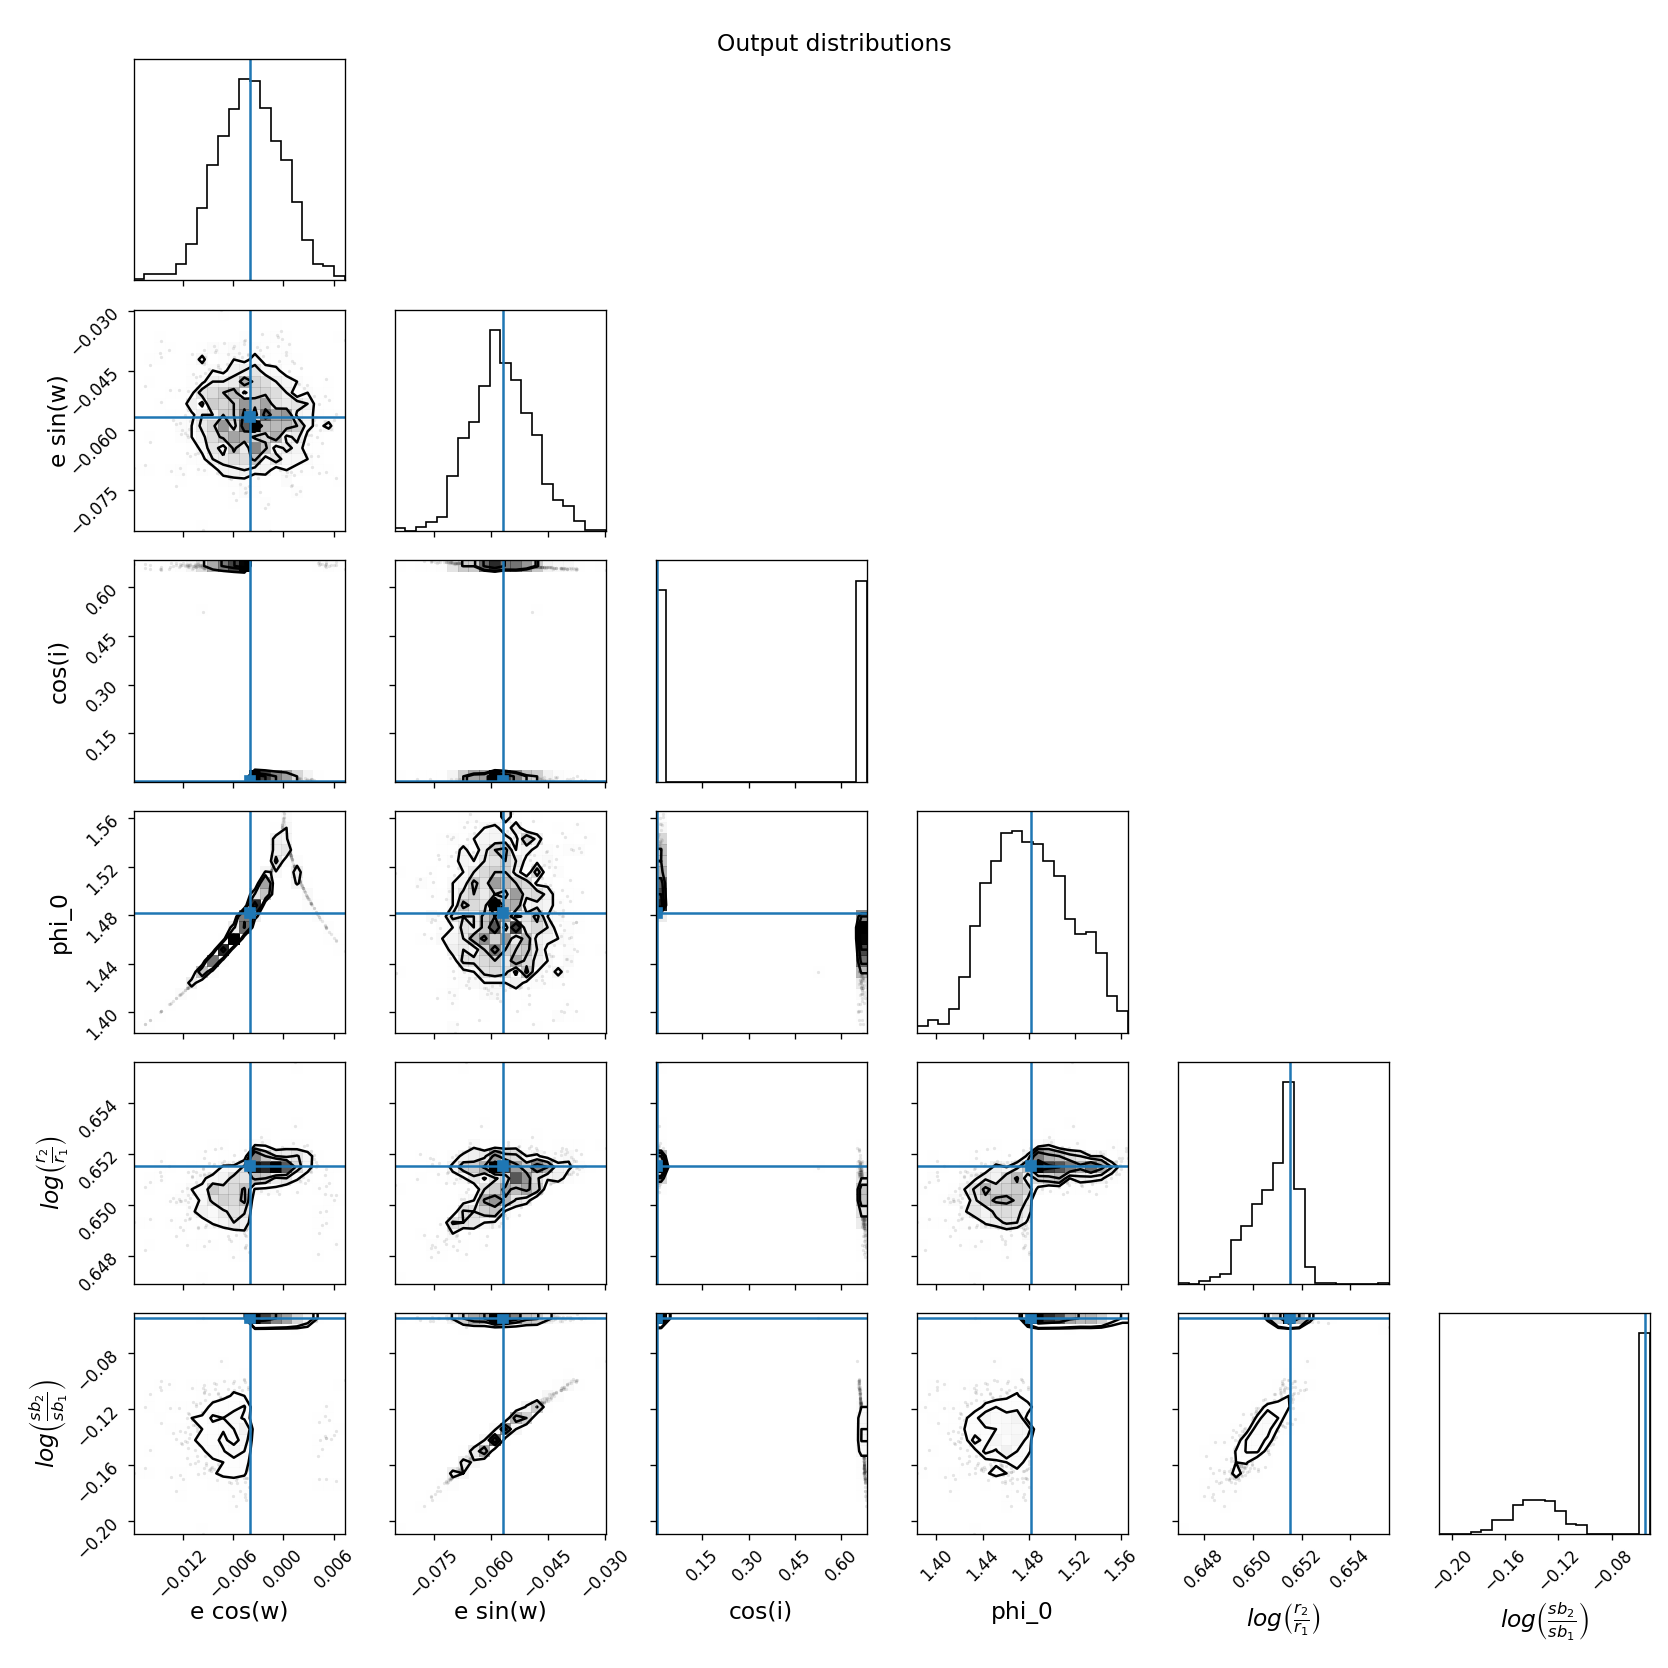 Output distributions
e sin(w)
−0.030
−0.045
−0.060
−0.075
cos(i)
0.60
0.45
0.30
0.15
phi_0
1.56
1.52
1.48
1.44
1.40
log(r₂/r₁)
0.654
0.652
0.650
0.648
log(sb₂/sb₁)
−0.08
−0.12
−0.16
−0.20
−0.012 −0.006 0.000 0.006
−0.075 −0.060 −0.045 −0.030
0.15 0.30 0.45 0.60
1.40 1.44 1.48 1.52 1.56
0.648 0.650 0.652 0.654
−0.20 −0.16 −0.12 −0.08
e cos(w)
e sin(w)
cos(i)
phi_0
log(r₂/r₁)
log(sb₂/sb₁)